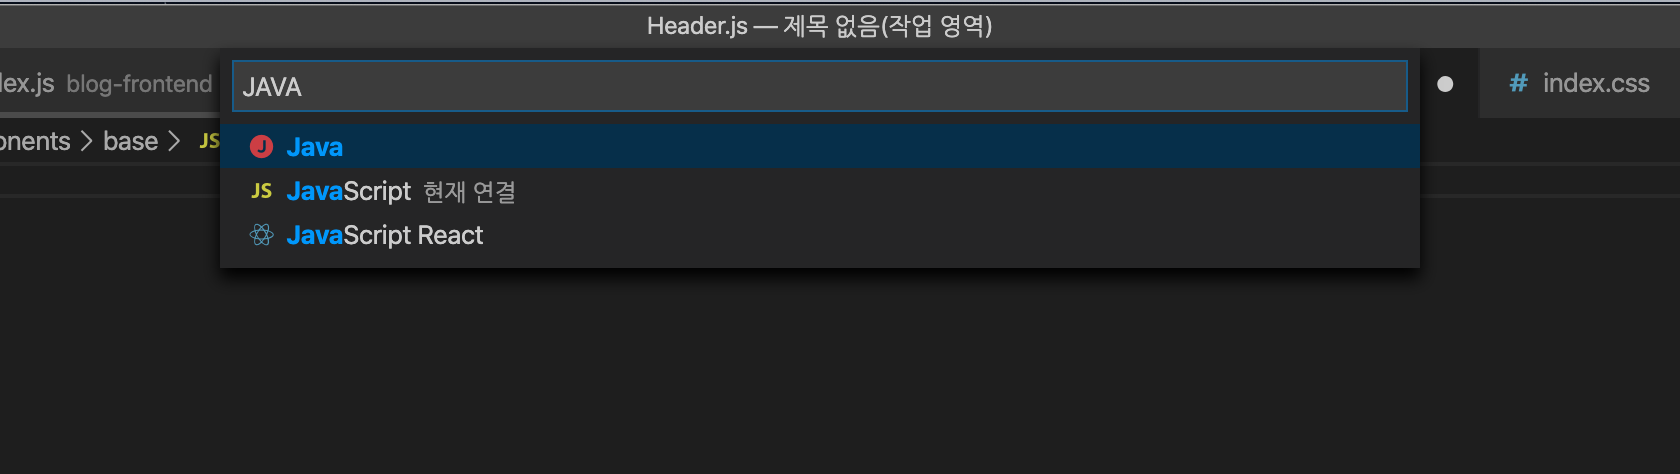 Header.js — 제목 없음(작업 영역)
lex.js blog-frontend
# index.css
JAVA
onents > base > JS
J Java
JS JavaScript 현재 연결
JavaScript React